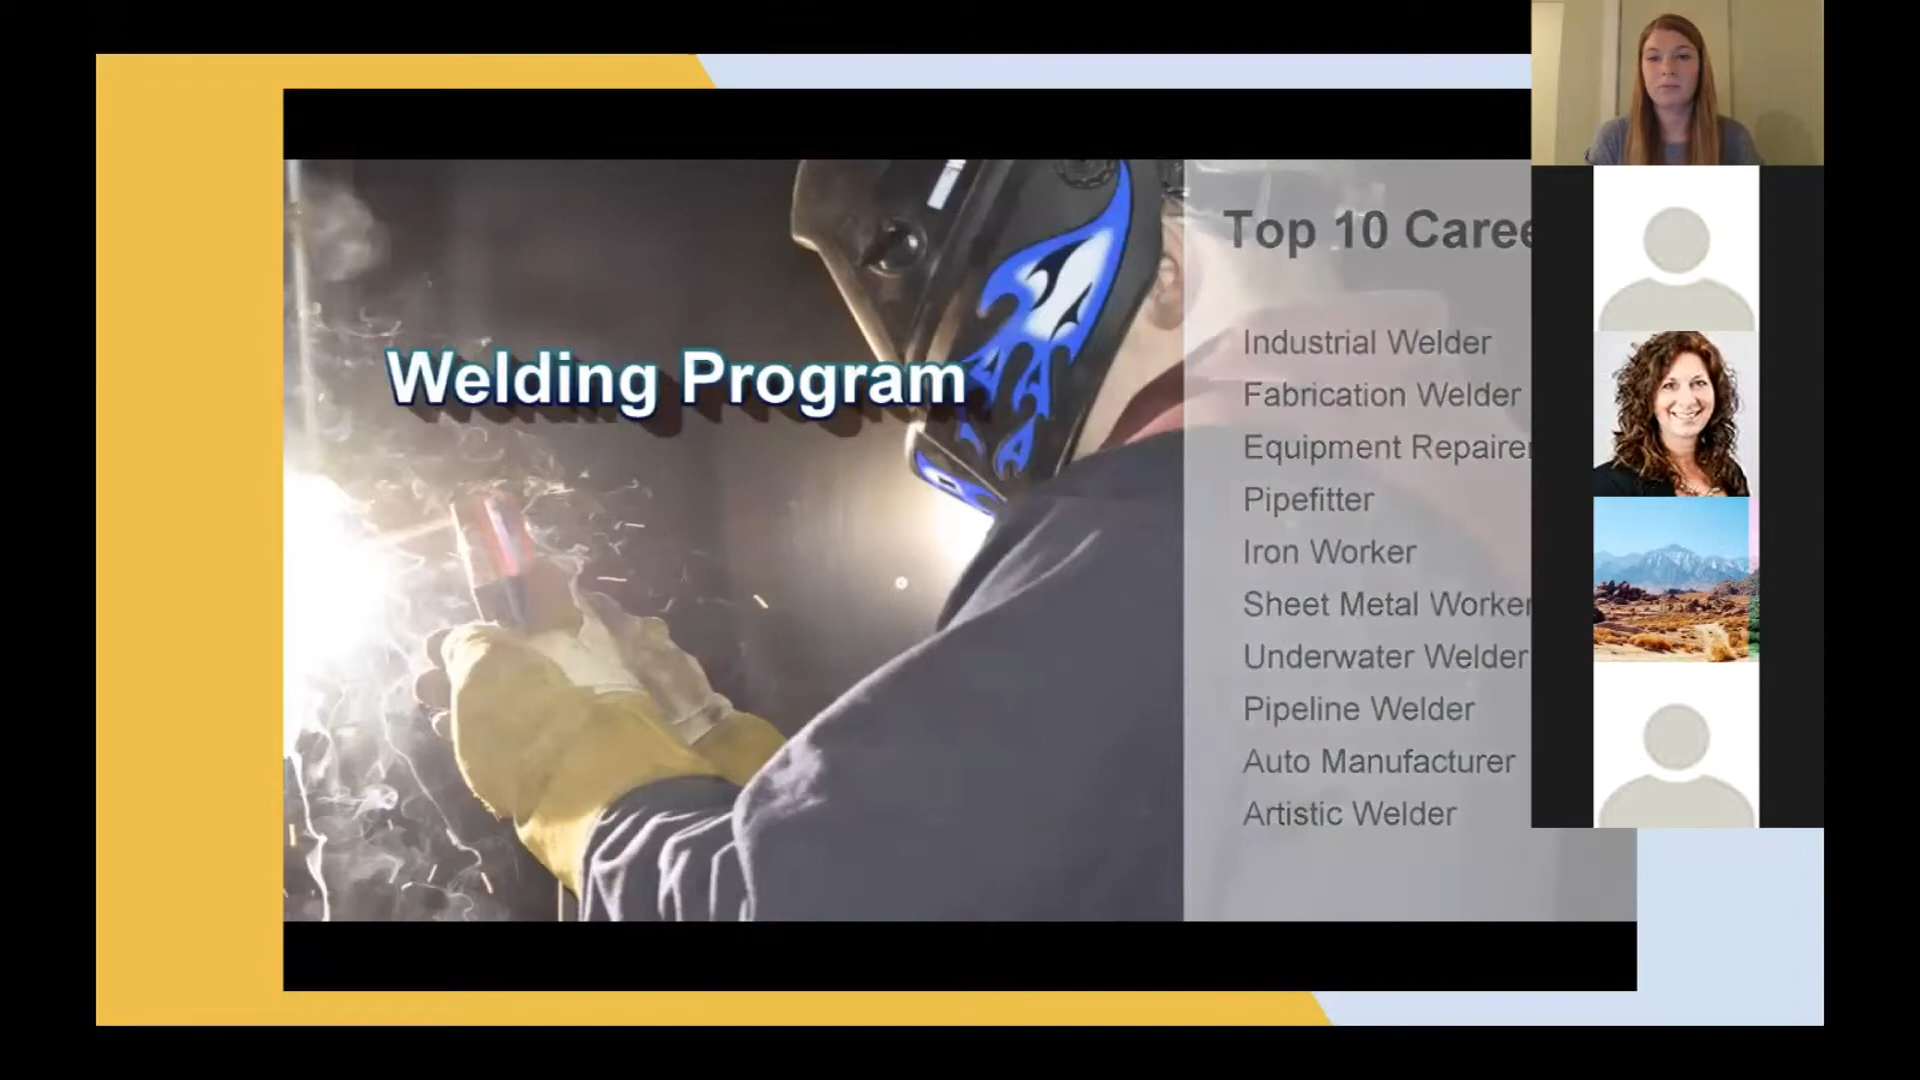 Welding Program
Top 10 Caree
Industrial Welder
Fabrication Welder
Equipment Repairer
Pipefitter
Iron Worker
Sheet Metal Worker
Underwater Welder
Pipeline Welder
Auto Manufacturer
Artistic Welder